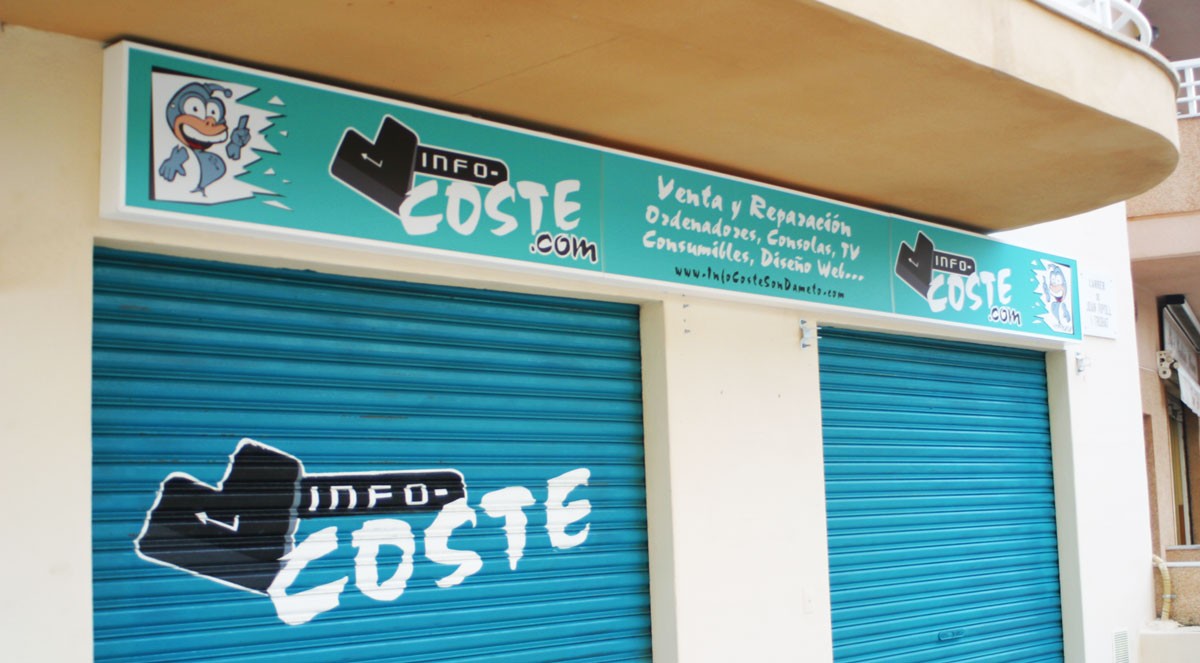 INFO-
COSTE
.com
Venta y Reparación
Ordenadores, Consolas, TV
Consumibles, Diseño Web...
www.InfoCosteSonDameto.com
INFO-
COSTE
.com
INFO-
COSTE